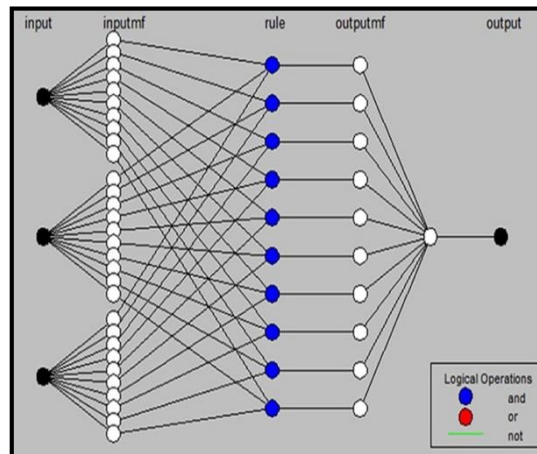 input inputmf rule outputmf output
Logical Operations
and
or
not